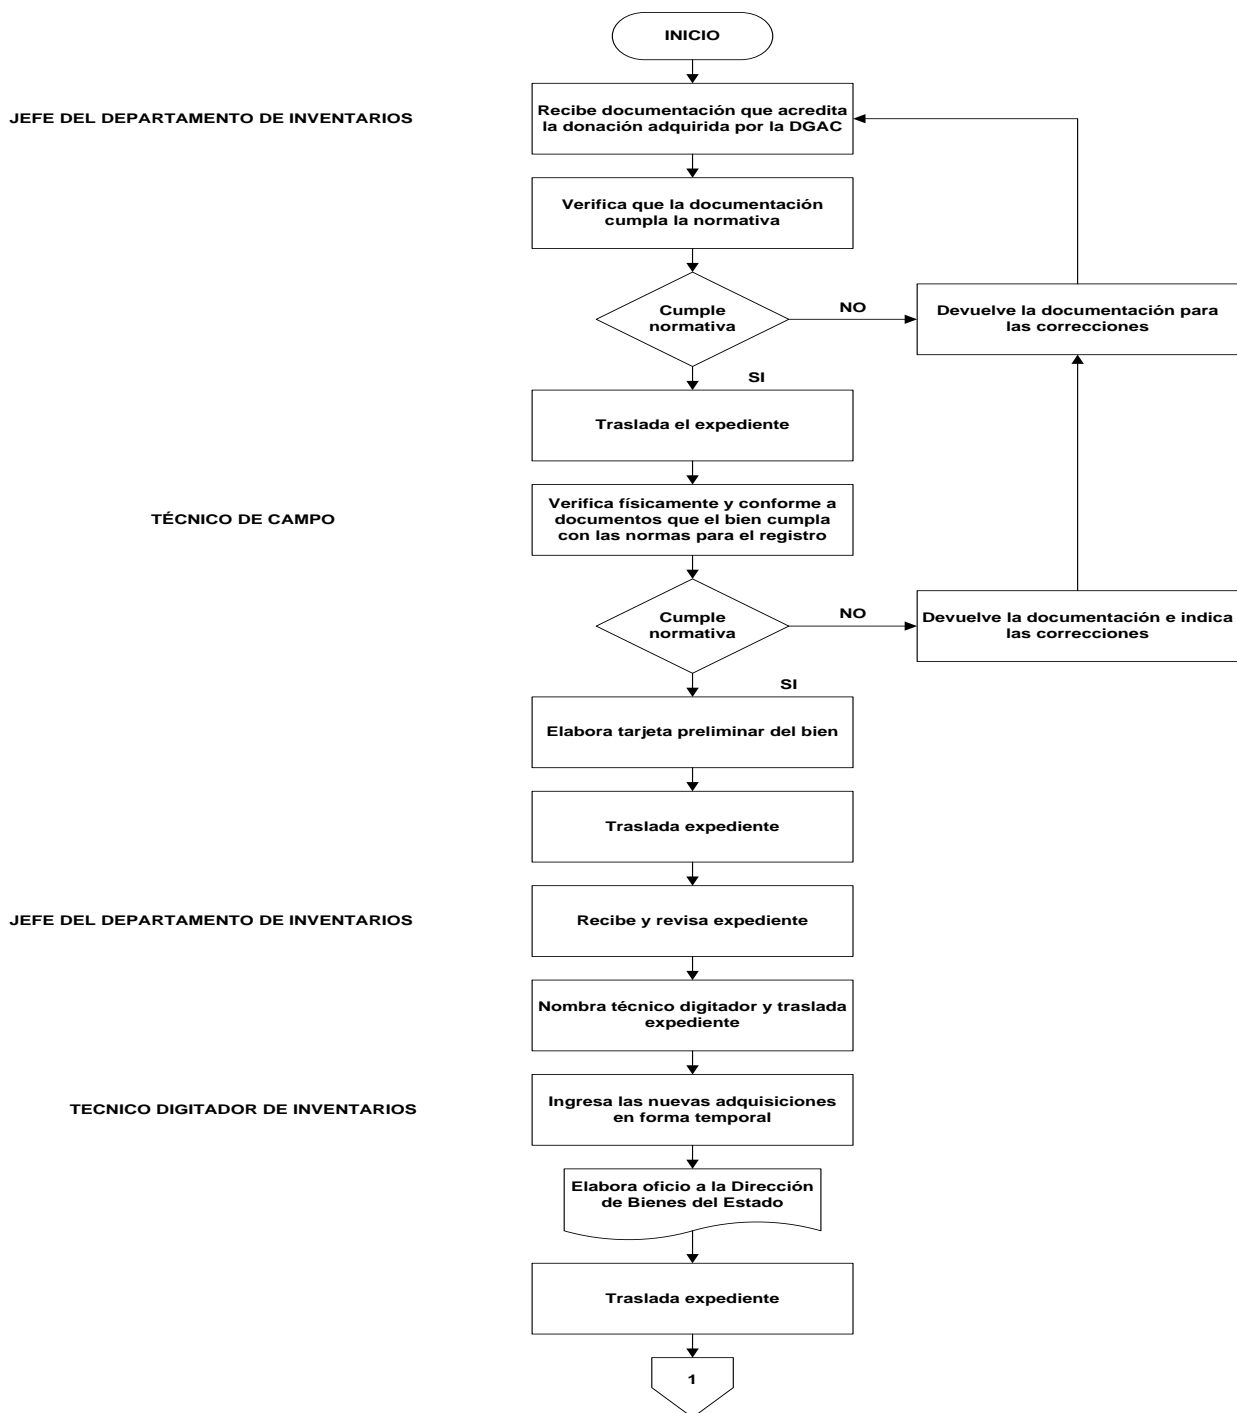 INICIO
JEFE DEL DEPARTAMENTO DE INVENTARIOS
Recibe documentación que acredita
la donación adquirida por la DGAC
Verifica que la documentación
cumpla la normativa
Cumple
normativa
NO
Devuelve la documentación para
las correcciones
SI
Traslada el expediente
TÉCNICO DE CAMPO
Verifica físicamente y conforme a
documentos que el bien cumpla
con las normas para el registro
Cumple
normativa
NO
Devuelve la documentación e indica
las correcciones
SI
Elabora tarjeta preliminar del bien
Traslada expediente
JEFE DEL DEPARTAMENTO DE INVENTARIOS
Recibe y revisa expediente
Nombra técnico digitador y traslada
expediente
TECNICO DIGITADOR DE INVENTARIOS
Ingresa las nuevas adquisiciones
en forma temporal
Elabora oficio a la Dirección
de Bienes del Estado
Traslada expediente
1